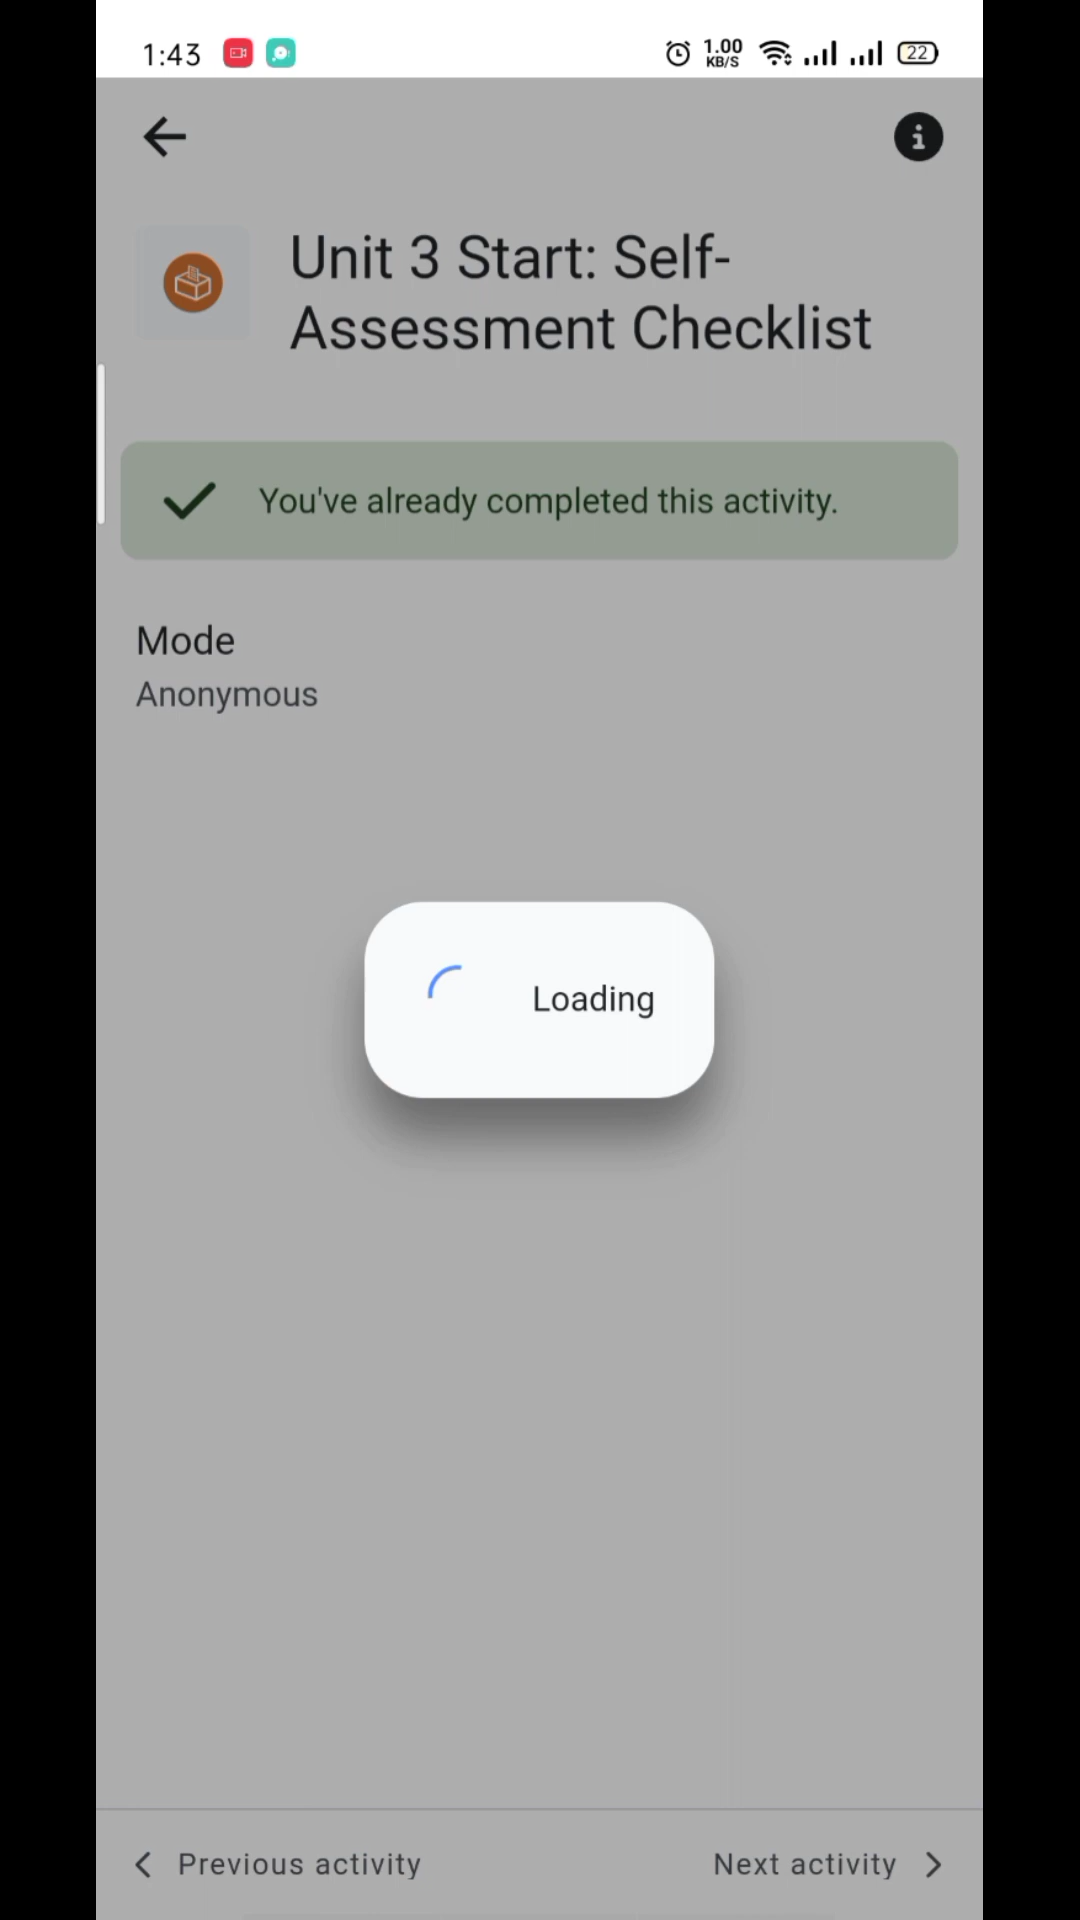 1:43
1.00
KB/S
22
Unit 3 Start: Self-
Assessment Checklist
You've already completed this activity.
Mode
Anonymous
Loading
Previous activity
Next activity